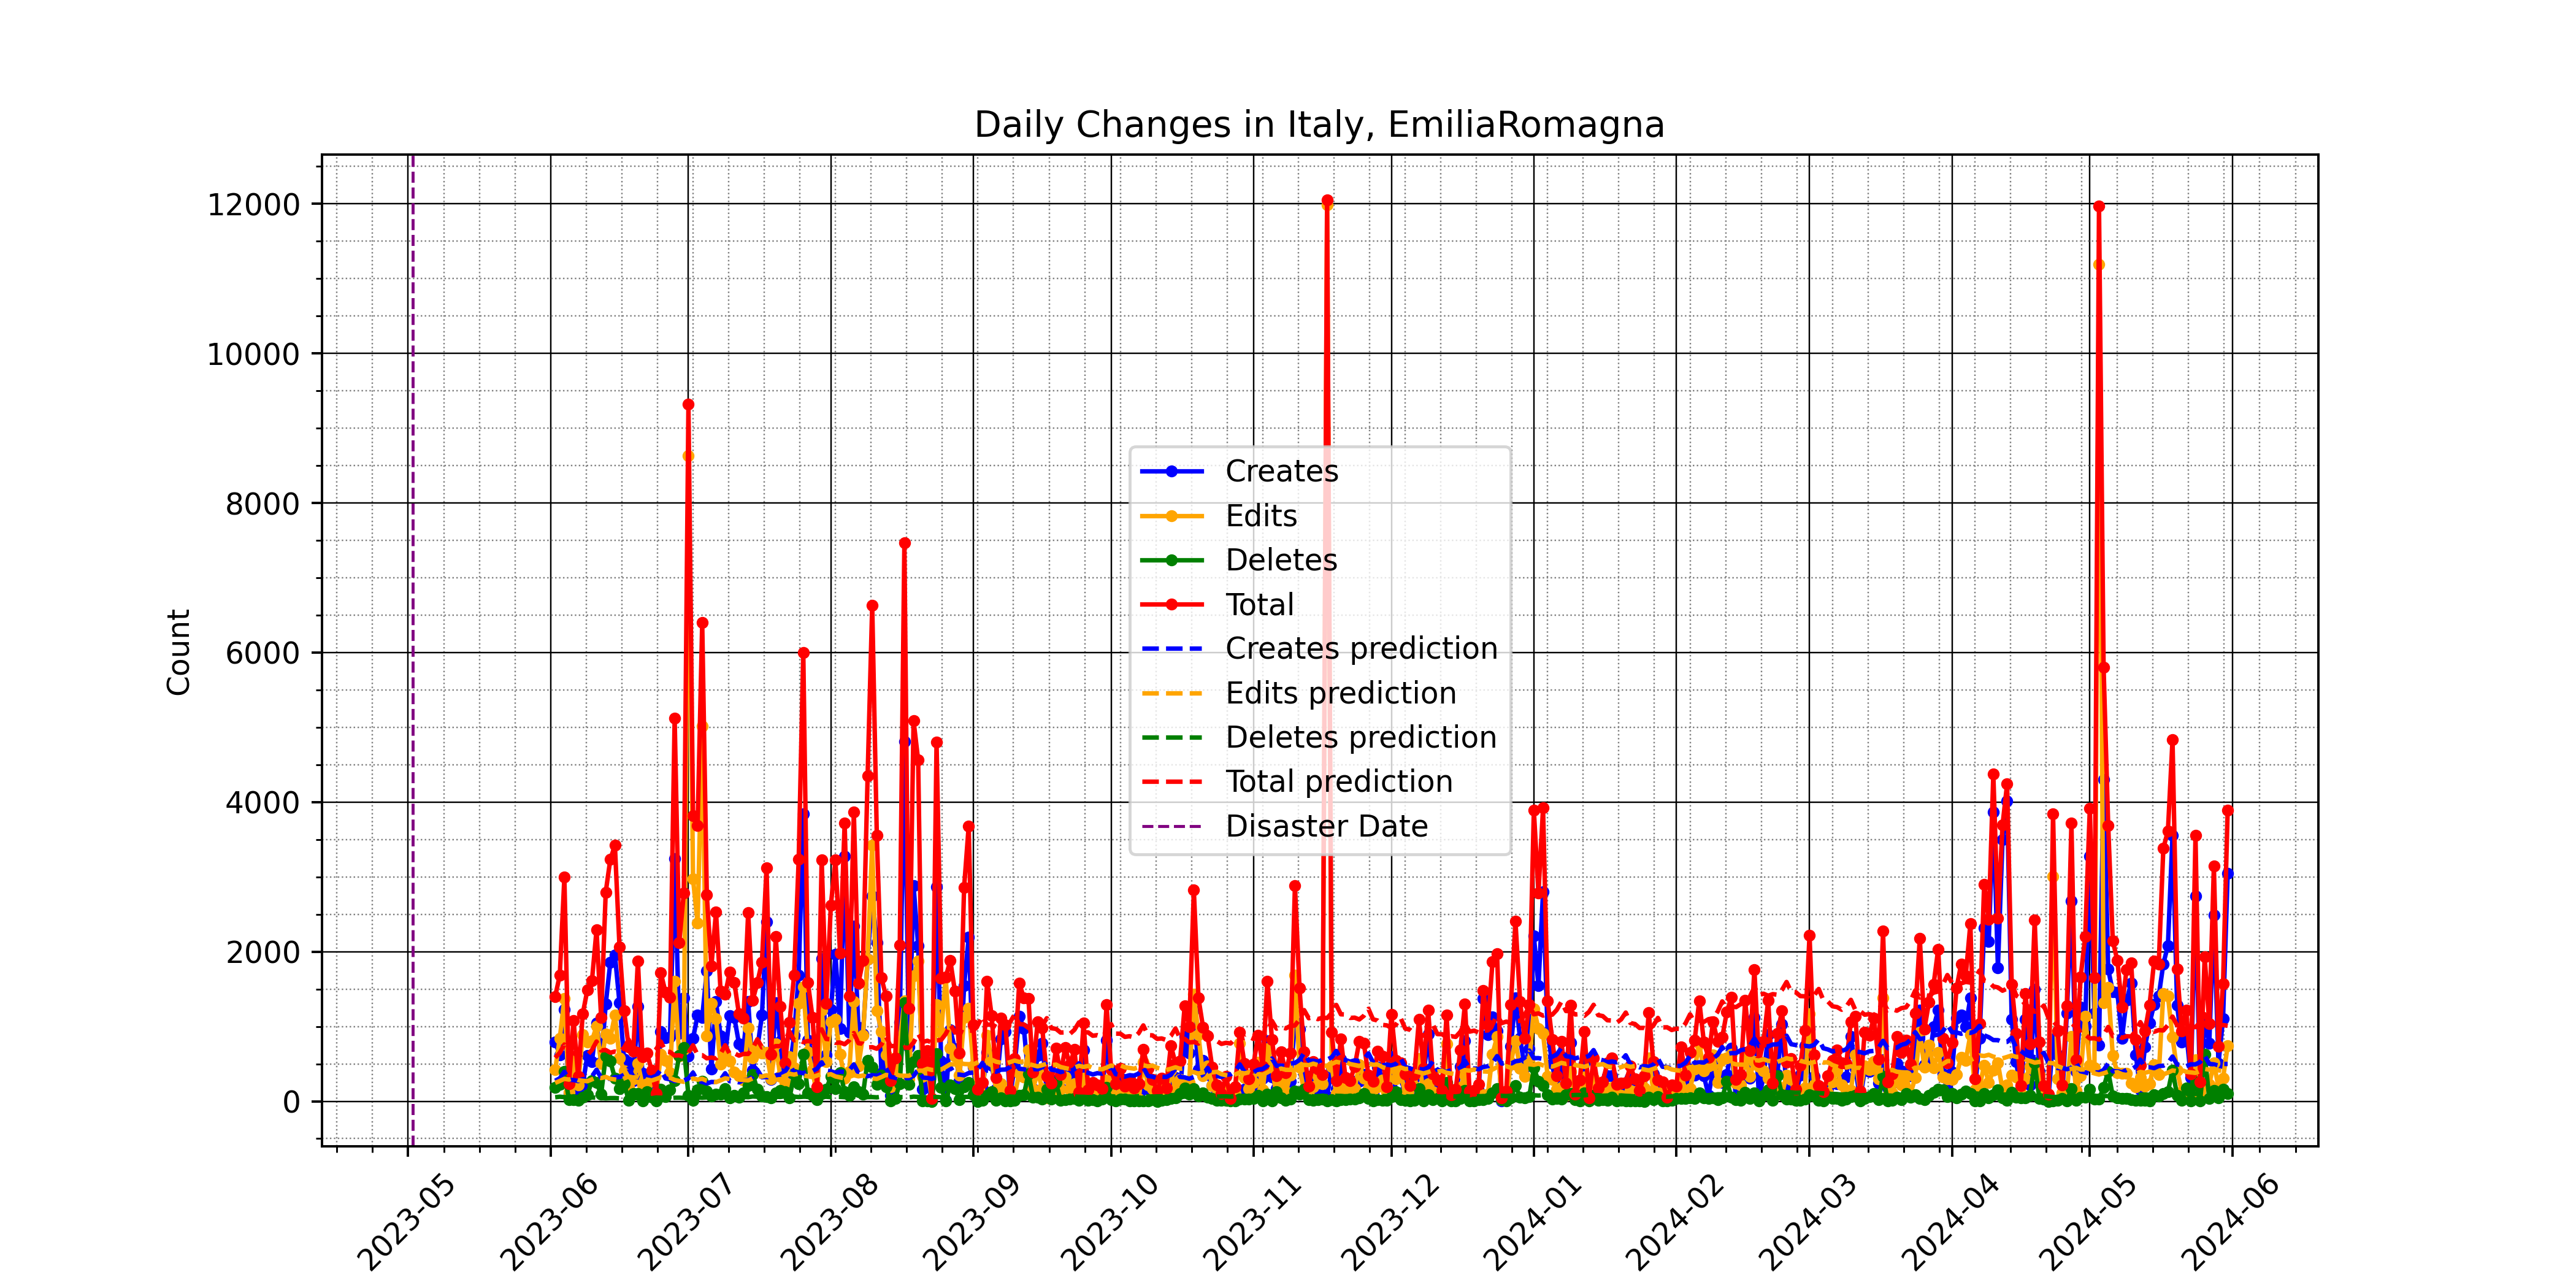 Daily Changes in Italy, EmiliaRomagna
12000
10000
8000
6000
4000
2000
0
Count
Creates
Edits
Deletes
Total
Creates prediction
Edits prediction
Deletes prediction
Total prediction
Disaster Date
2023-05
2023-06
2023-07
2023-08
2023-09
2023-10
2023-11
2023-12
2024-01
2024-02
2024-03
2024-04
2024-05
2024-06